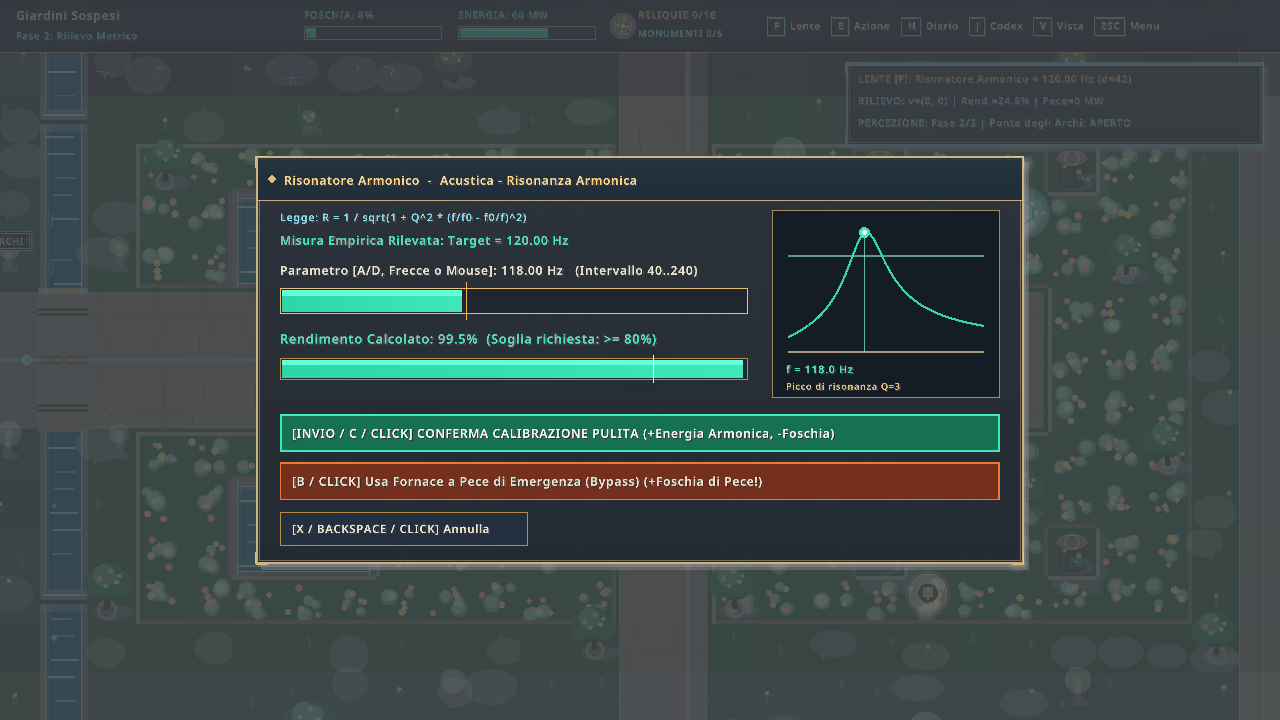 Giardini Sospesi
Fase 2: Rilievo Metrico
FOSCHIA: 8%
ENERGIA: 66 MW
RELIQUIE 0/16
MONUMENTI 0/5
F Lente
E Azione
H Diario
J Codex
V Vista
ESC Menu
LENTE [F]: Risonatore Armonico = 120.00 Hz (d=42)
RILIEVO: v=(0, 0) | Rend.=24.8% | Pece=0 MW
PERCEZIONE: Fase 2/3 | Ponte degli Archi: APERTO
RCHI
Risonatore Armonico - Acustica - Risonanza Armonica
Legge: R = 1 / sqrt(1 + Q^2 * (f/f0 - f0/f)^2)
Misura Empirica Rilevata: Target = 120.00 Hz
Parametro [A/D, Frecce o Mouse]: 118.00 Hz (Intervallo 40..240)
Rendimento Calcolato: 99.5% (Soglia richiesta: >= 80%)
f = 118.0 Hz
Picco di risonanza Q=3
[INVIO / C / CLICK] CONFERMA CALIBRAZIONE PULITA (+Energia Armonica, -Foschia)
[B / CLICK] Usa Fornace a Pece di Emergenza (Bypass) (+Foschia di Pece!)
[X / BACKSPACE / CLICK] Annulla